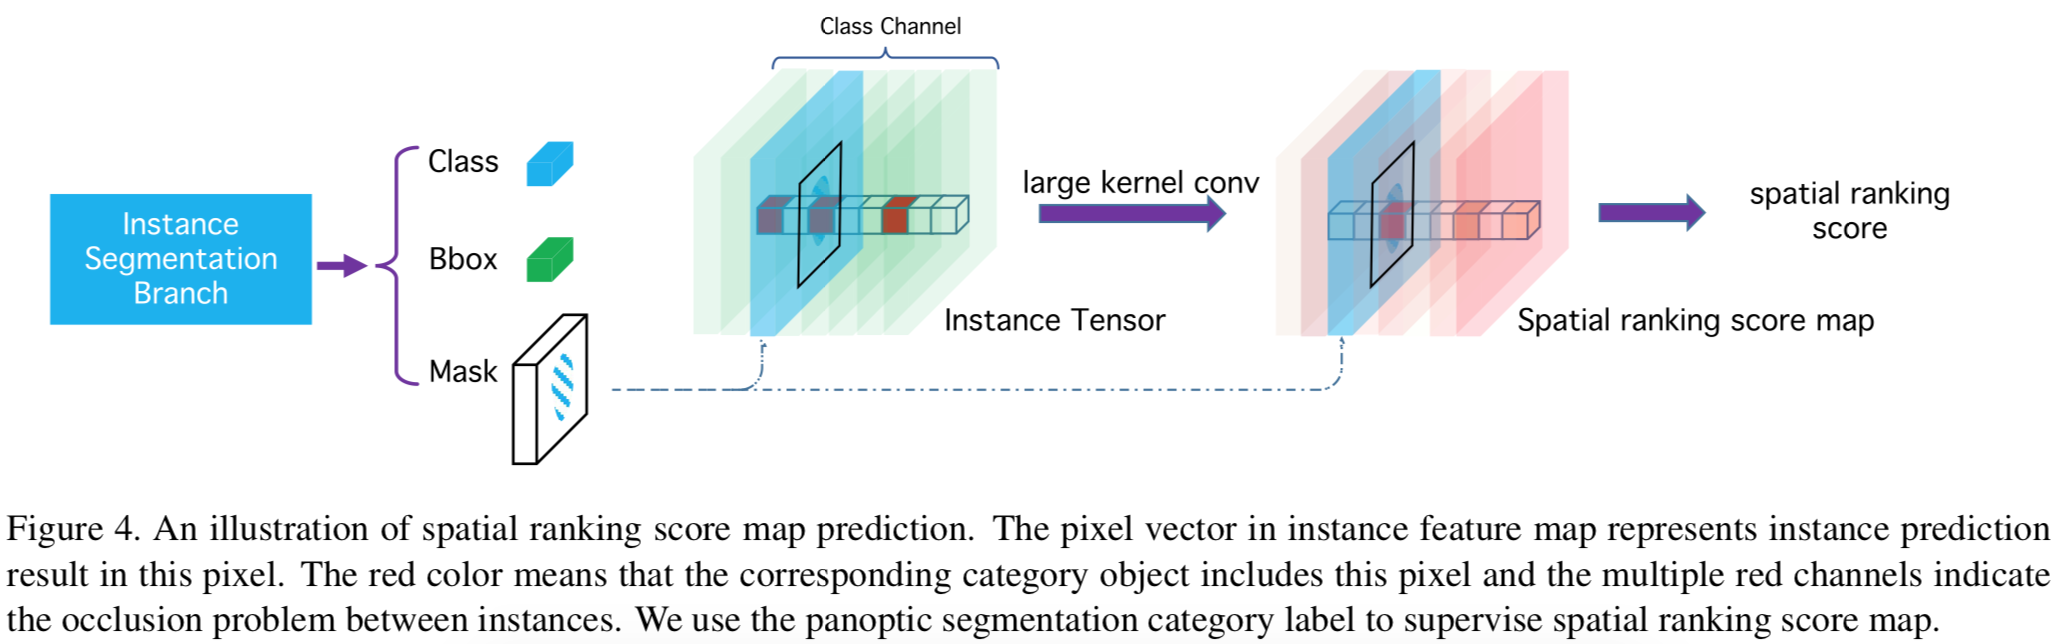 Class Channel
Instance
Segmentation
Branch
Class
Bbox
Mask
Instance Tensor
large kernel conv
Spatial ranking score map
spatial ranking
score
Figure 4. An illustration of spatial ranking score map prediction. The pixel vector in instance feature map represents instance prediction
result in this pixel. The red color means that the corresponding category object includes this pixel and the multiple red channels indicate
the occlusion problem between instances. We use the panoptic segmentation category label to supervise spatial ranking score map.